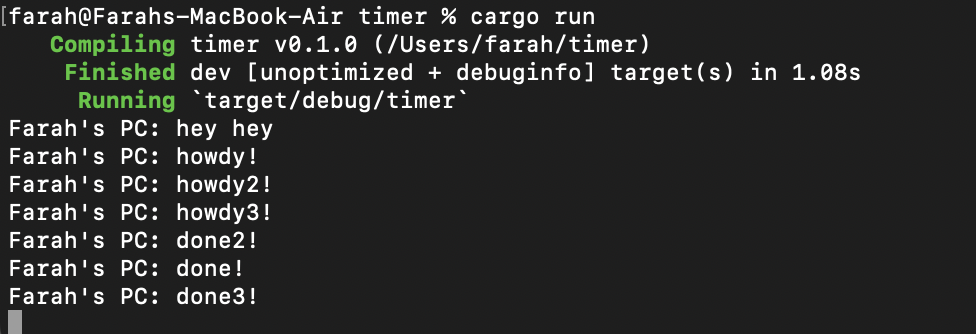 [farah@Farahs-MacBook-Air timer % cargo run
Compiling timer v0.1.0 (/Users/farah/timer)
Finished dev [unoptimized + debuginfo] target(s) in 1.08s
Running `target/debug/timer`
Farah's PC: hey hey
Farah's PC: howdy!
Farah's PC: howdy2!
Farah's PC: howdy3!
Farah's PC: done2!
Farah's PC: done!
Farah's PC: done3!